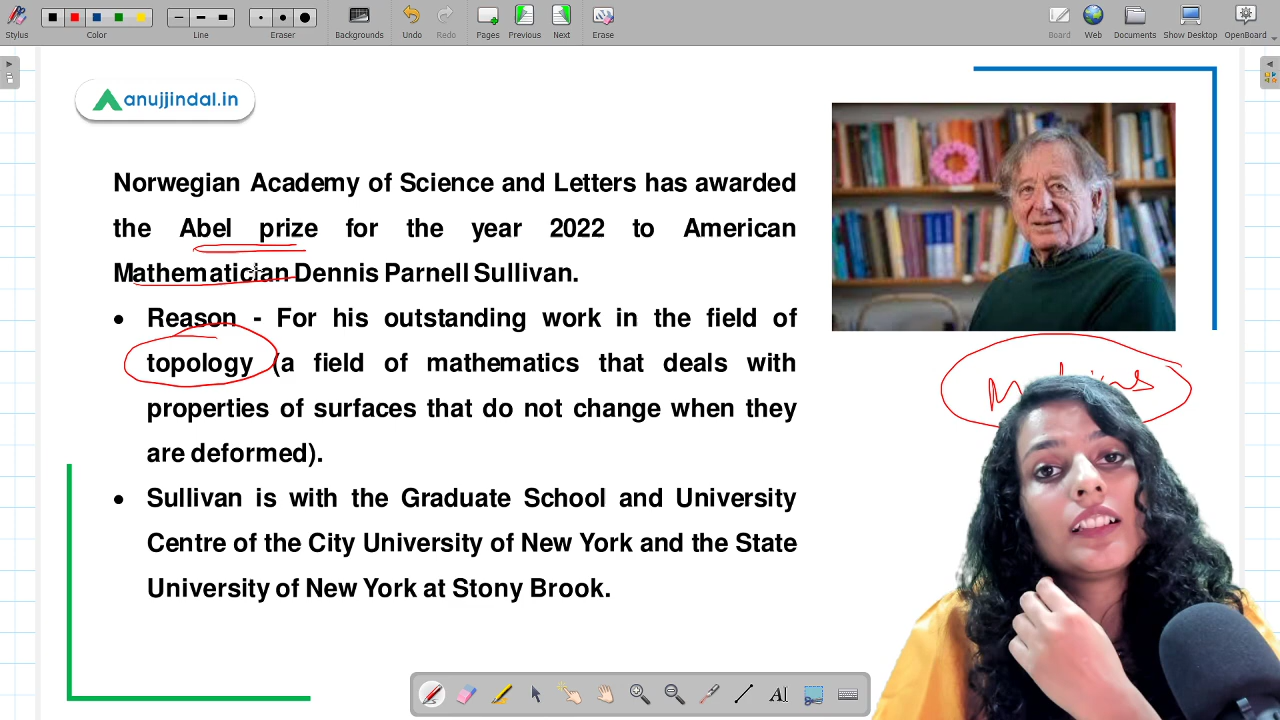 Stylus Color Line Eraser Backgrounds Undo Redo Pages Previous Next Erase Board Web Documents Show Desktop OpenBoard
anujjindal.in
Norwegian Academy of Science and Letters has awarded
the Abel prize for the year 2022 to American
Mathematician Dennis Parnell Sullivan.
• Reason - For his outstanding work in the field of
topology (a field of mathematics that deals with
properties of surfaces that do not change when they
are deformed).
• Sullivan is with the Graduate School and University
Centre of the City University of New York and the State
University of New York at Stony Brook.